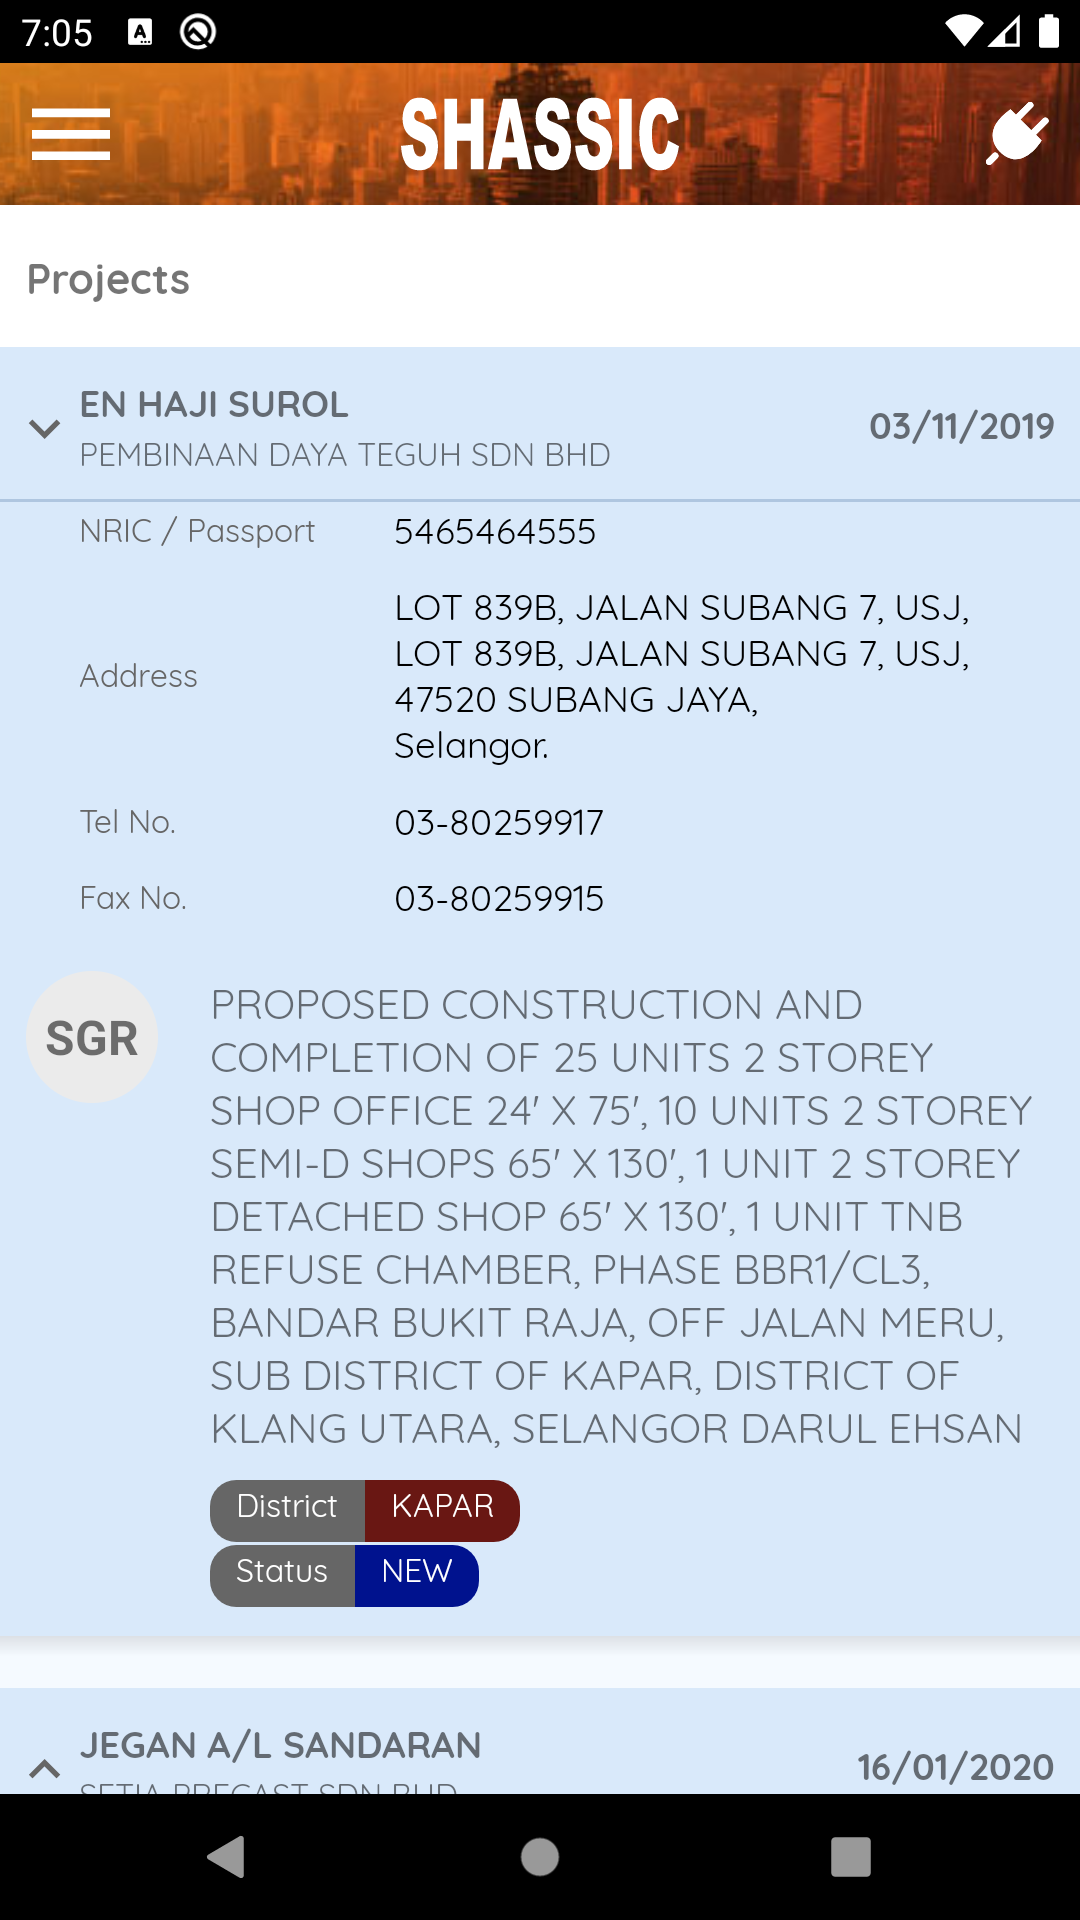 7:05
SHASSIC
Projects
EN HAJI SUROL
PEMBINAAN DAYA TEGUH SDN BHD
03/11/2019
NRIC / Passport
5465464555
Address
LOT 839B, JALAN SUBANG 7, USJ,
LOT 839B, JALAN SUBANG 7, USJ,
47520 SUBANG JAYA,
Selangor.
Tel No.
03-80259917
Fax No.
03-80259915
SGR
PROPOSED CONSTRUCTION AND
COMPLETION OF 25 UNITS 2 STOREY
SHOP OFFICE 24' X 75', 10 UNITS 2 STOREY
SEMI-D SHOPS 65' X 130', 1 UNIT 2 STOREY
DETACHED SHOP 65' X 130', 1 UNIT TNB
REFUSE CHAMBER, PHASE BBR1/CL3,
BANDAR BUKIT RAJA, OFF JALAN MERU,
SUB DISTRICT OF KAPAR, DISTRICT OF
KLANG UTARA, SELANGOR DARUL EHSAN
District KAPAR
Status NEW
JEGAN A/L SANDARAN
SETIA PRECAST SDN BHD
16/01/2020